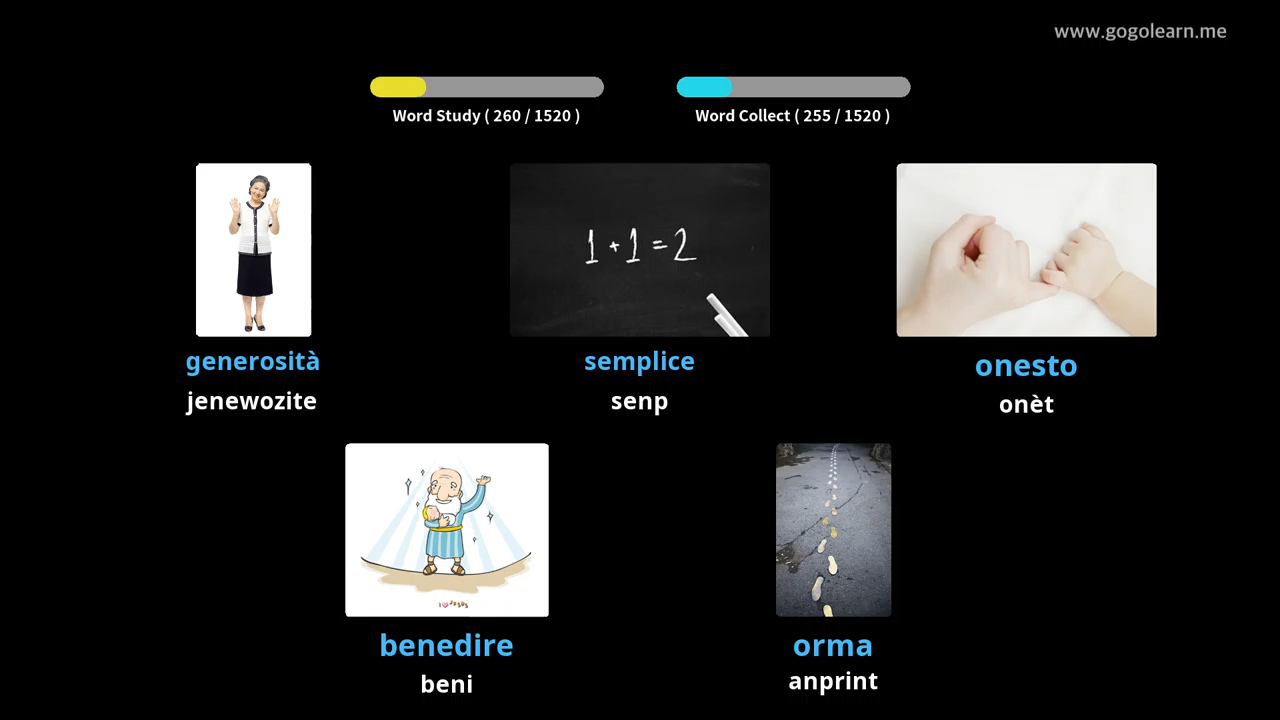 www.gogolearn.me
Word Study ( 260 / 1520 )
Word Collect ( 255 / 1520 )
1+1=2
generosità
jenewozite
semplice
senp
onesto
onèt
benedire
beni
orma
anprint